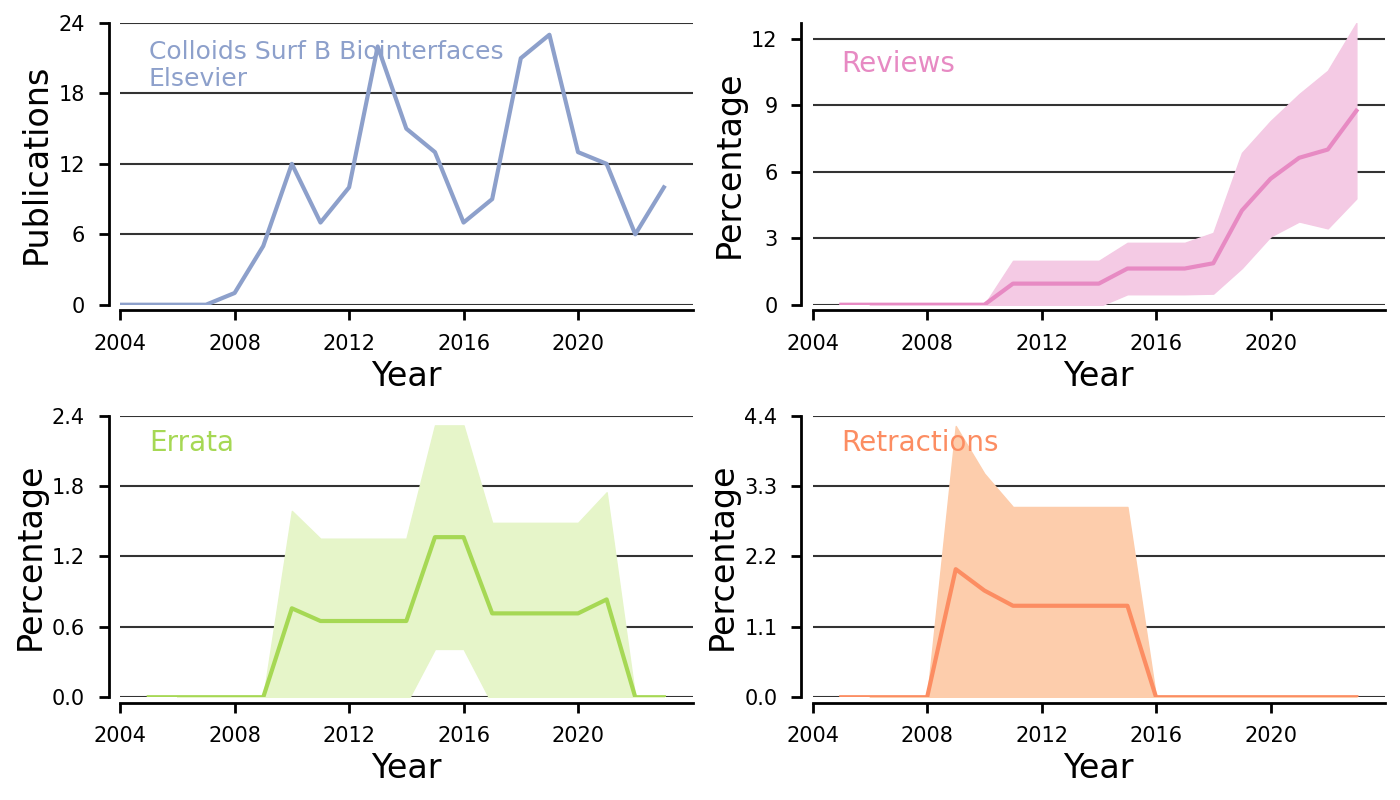 Publications
24
18
12
6
0
Colloids Surf B Biointerfaces
Elsevier
2004 2008 2012 2016 2020
Year
Percentage
12
9
6
3
0
Reviews
2004 2008 2012 2016 2020
Year
Percentage
2.4
1.8
1.2
0.6
0.0
Errata
2004 2008 2012 2016 2020
Year
Percentage
4.4
3.3
2.2
1.1
0.0
Retractions
2004 2008 2012 2016 2020
Year